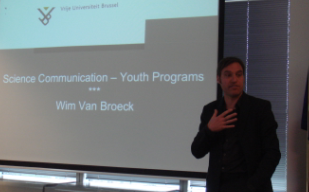 Vrije Universiteit Brussel
Science Communication – Youth Programs
***
Wim Van Broeck